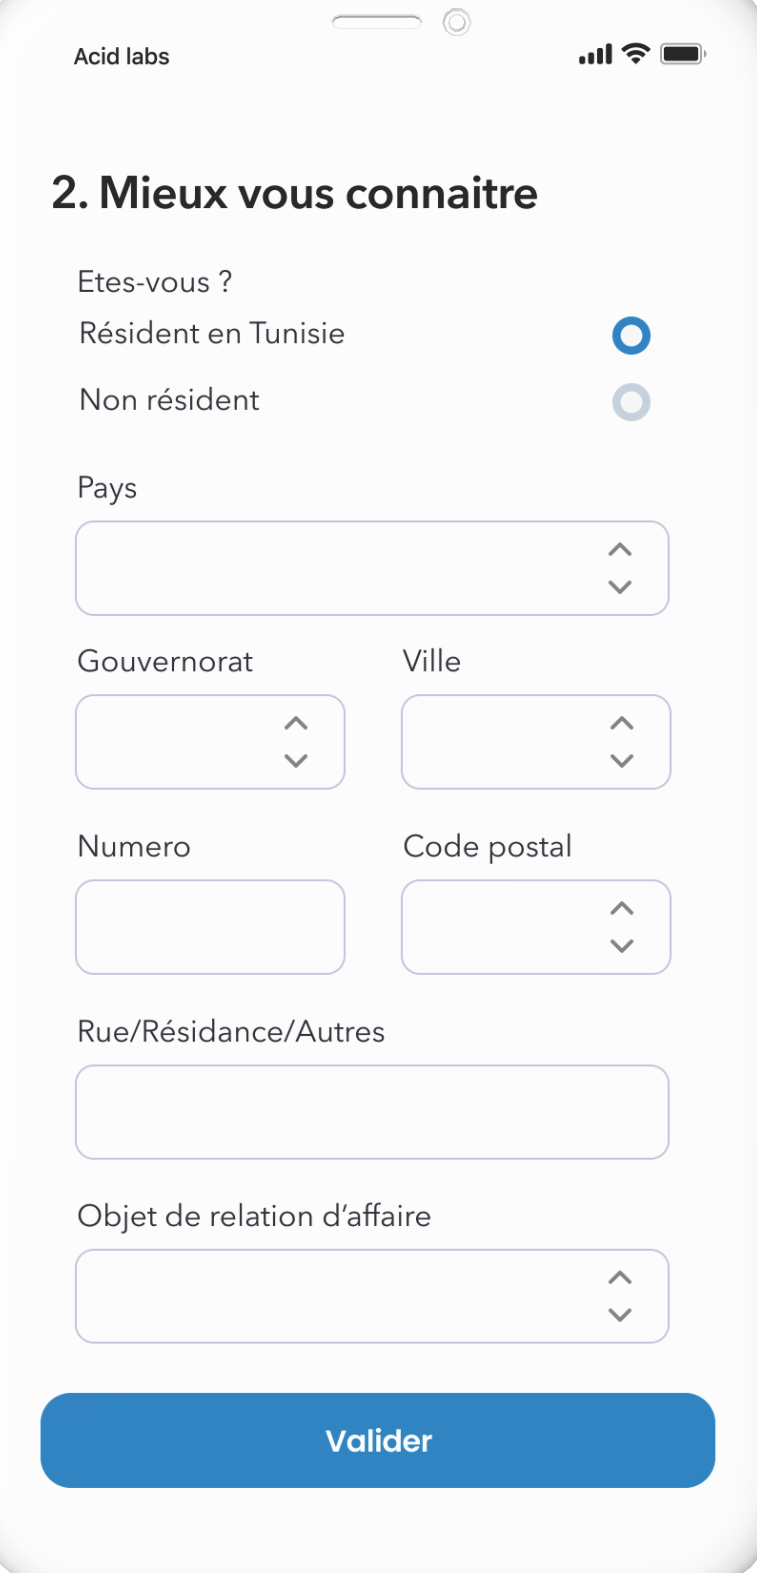 Acid labs
2. Mieux vous connaitre
Etes-vous ?
Résident en Tunisie
Non résident
Pays
Gouvernorat Ville
Numero Code postal
Rue/Résidance/Autres
Objet de relation d’affaire
Valider